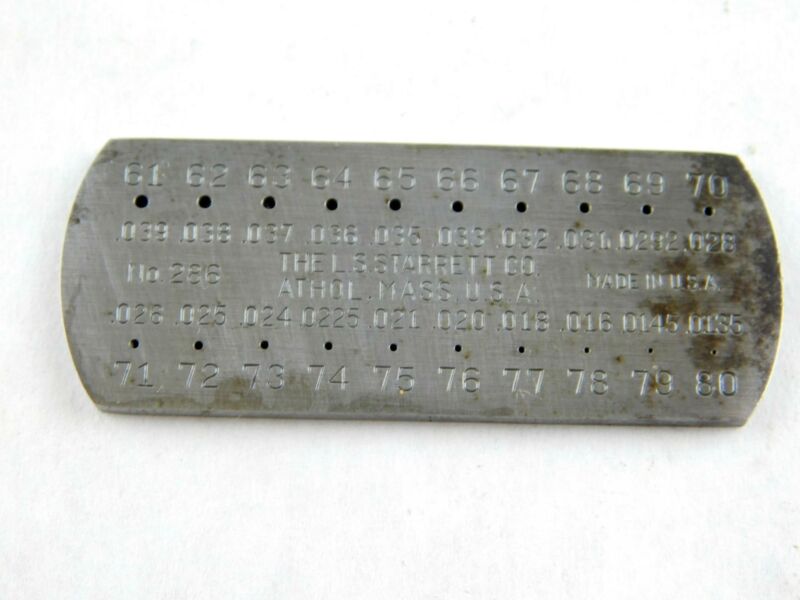 61 62 63 64 65 66 67 68 69 70
.039 .038 .037 .036 .035 .033 .032 .031 .0292 .028
No. 286 THE L.S. STARRETT CO. MADE IN U.S.A.
ATHOL. MASS, U.S.A.
.026 .025 .024 .0225 .021 .020 .018 .016 .0145 .0135
71 72 73 74 75 76 77 78 79 80